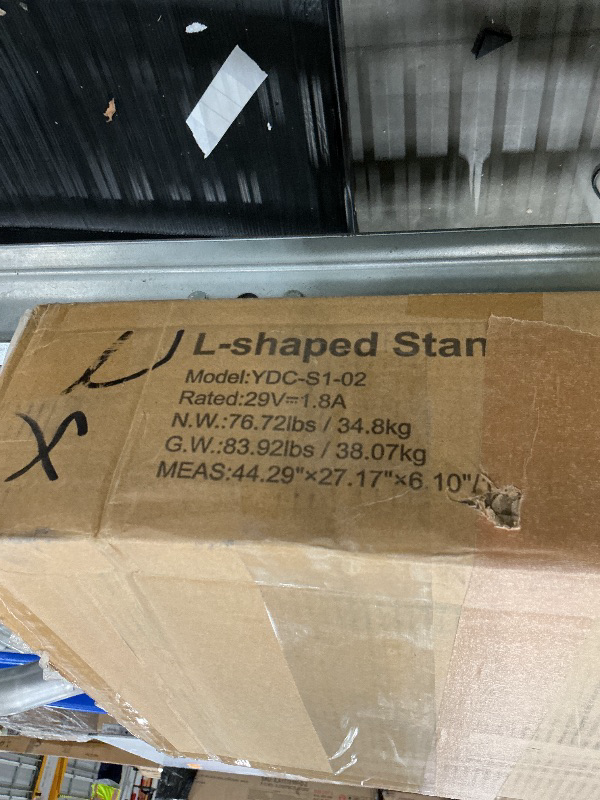 L-shaped Stan
Model:YDC-S1-02
Rated:29V⎓1.8A
N.W.:76.72lbs / 34.8kg
G.W.:83.92lbs / 38.07kg
MEAS:44.29"×27.17"×6.10"/